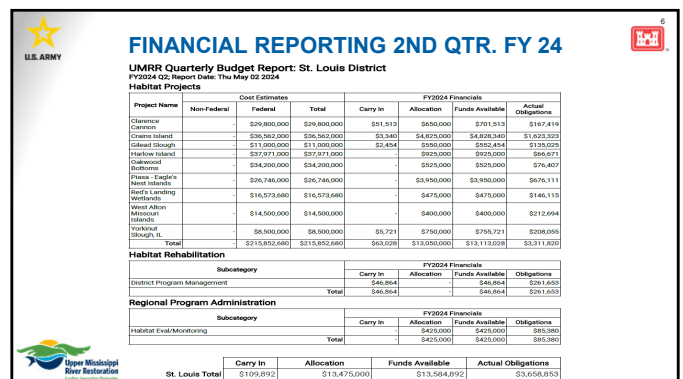 6
U.S. ARMY
FINANCIAL REPORTING 2ND QTR. FY 24
UMRR Quarterly Budget Report: St. Louis District
FY2024 Q2; Report Date: Thu May 02 2024
Habitat Projects
Project Name Cost Estimates FY2024 Financials
Non-Federal Federal Total Carry In Allocation Funds Available Actual Obligations
Clarence Cannon - $29,800,000 $29,800,000 $51,513 $650,000 $701,513 $167,419
Crains Island - $36,562,000 $36,562,000 $3,340 $4,825,000 $4,828,340 $1,623,323
Gilead Slough - $11,000,000 $11,000,000 $2,454 $550,000 $552,454 $135,025
Harlow Island - $37,971,000 $37,971,000 - $925,000 $925,000 $66,671
Oakwood Bottoms - $34,200,000 $34,200,000 - $525,000 $525,000 $76,407
Piasa - Eagle's Nest Islands - $26,746,000 $26,746,000 - $3,950,000 $3,950,000 $676,111
Red's Landing Wetlands - $16,573,680 $16,573,680 - $475,000 $475,000 $146,115
West Alton Missouri Islands - $14,500,000 $14,500,000 - $400,000 $400,000 $212,694
Yorkinut Slough, IL - $8,500,000 $8,500,000 $5,721 $750,000 $755,721 $208,055
Total - $215,852,680 $215,852,680 $63,028 $13,050,000 $13,113,028 $3,311,820
Habitat Rehabilitation
Subcategory FY2024 Financials
Carry In Allocation Funds Available Obligations
District Program Management $46,864 - $46,864 $261,653
Total $46,864 - $46,864 $261,653
Regional Program Administration
Subcategory FY2024 Financials
Carry In Allocation Funds Available Obligations
Habitat Eval/Monitoring - $425,000 $425,000 $85,380
Total - $425,000 $425,000 $85,380
Upper Mississippi
River Restoration
Carry In Allocation Funds Available Actual Obligations
St. Louis Total $109,892 $13,475,000 $13,584,892 $3,658,853